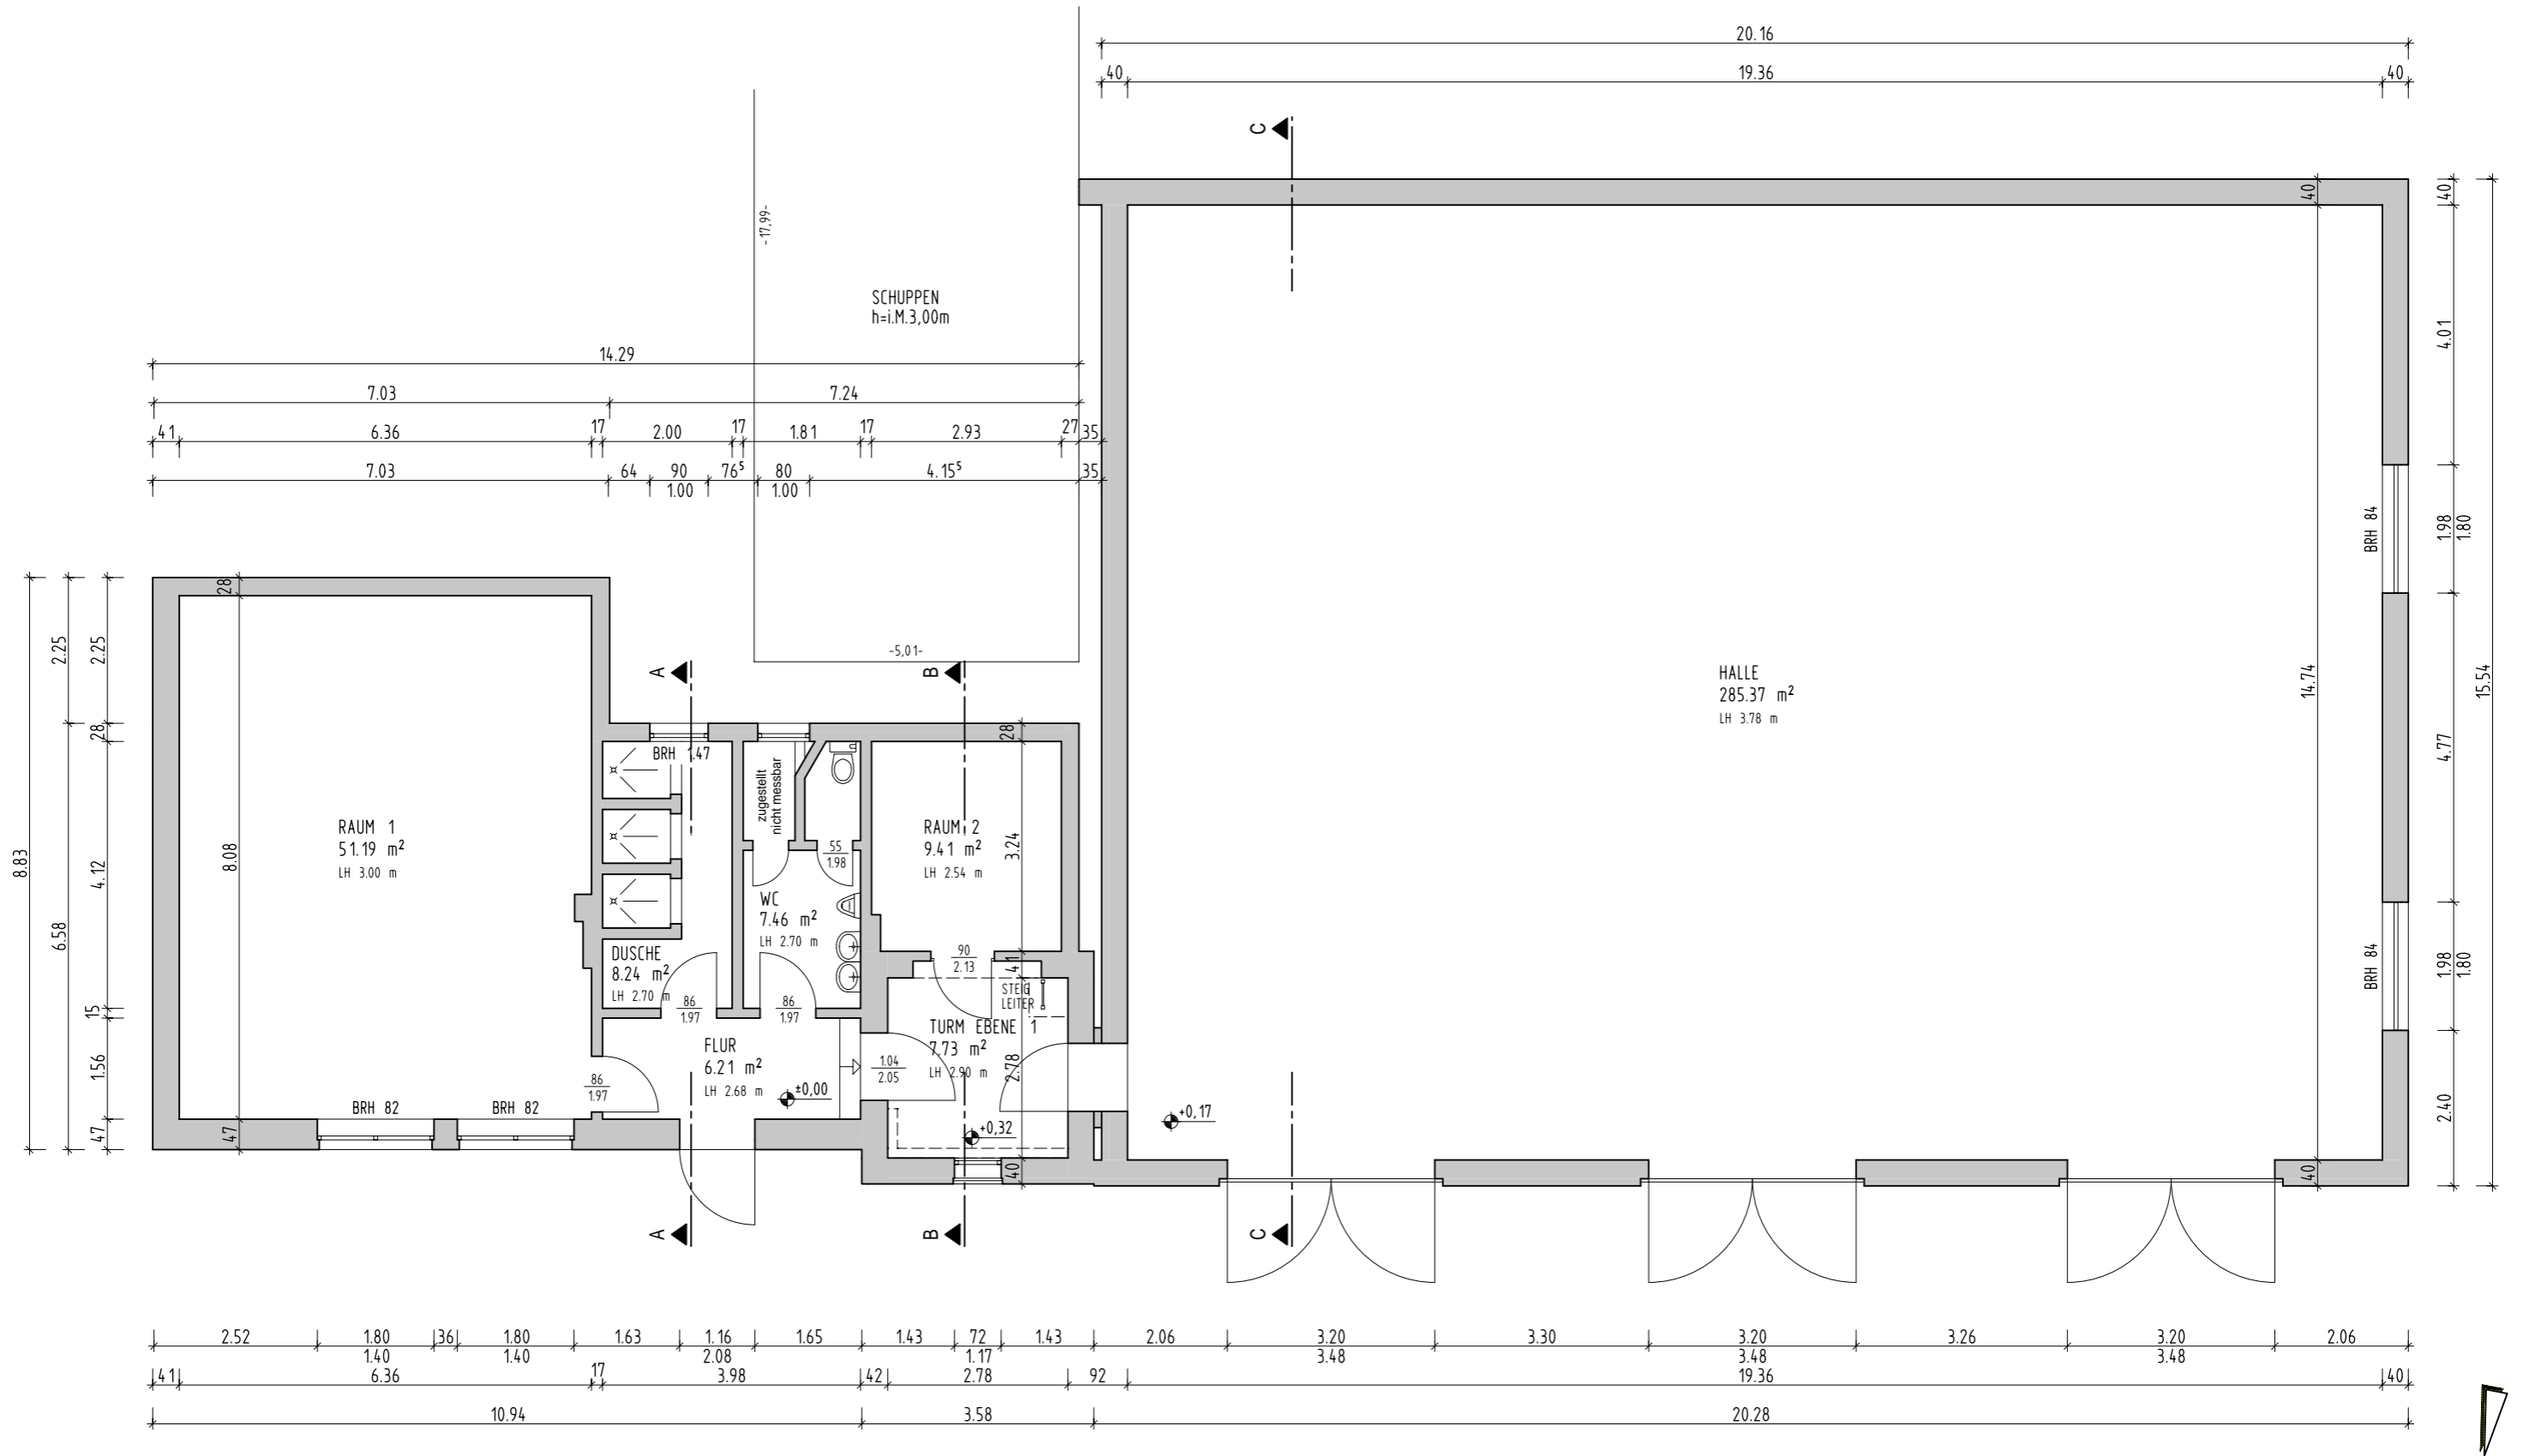 20.16
40 19.36 40
C
-17,99-
SCHUPPEN
h=i.M.3,00m
14.29
7.03 7.24
41 6.36 17 2.00 17 1.81 17 2.93 27 35
7.03 64 90 76⁵ 80 4.15⁵ 35
1.00 1.00
40
40
4.01
1.98
1.80
4.77
1.98
1.80
2.40
15.54
14.74
40
BRH 84
BRH 84
HALLE
285.37 m²
LH 3.78 m
-5,01-
A
B
8.83
2.25
6.58
2.25
28
4.12
15
1.56
47
28
8.08
47
RAUM 1
51.19 m²
LH 3.00 m
BRH 1.47
zugestellt
nicht messbar
28
3.24
41
2.78
40
RAUM 2
9.41 m²
LH 2.54 m
55
1.98
WC
7.46 m²
LH 2.70 m
DUSCHE
8.24 m²
LH 2.70 m
86
1.97
86
1.97
90
2.13
STEIG
LEITER
TURM EBENE 1
7.73 m²
LH 2.90 m
FLUR
6.21 m²
LH 2.68 m
1.04
2.05
86
1.97
±0,00
+0,32
+0,17
BRH 82 BRH 82
A
B
C
2.52 1.80 36 1.80 1.63 1.16 1.65 1.43 72 1.43 2.06 3.20 3.30 3.20 3.26 3.20 2.06
1.40 1.40 2.08 1.17 3.48 3.48 3.48
41 6.36 17 3.98 42 2.78 92 19.36 40
10.94 3.58 20.28